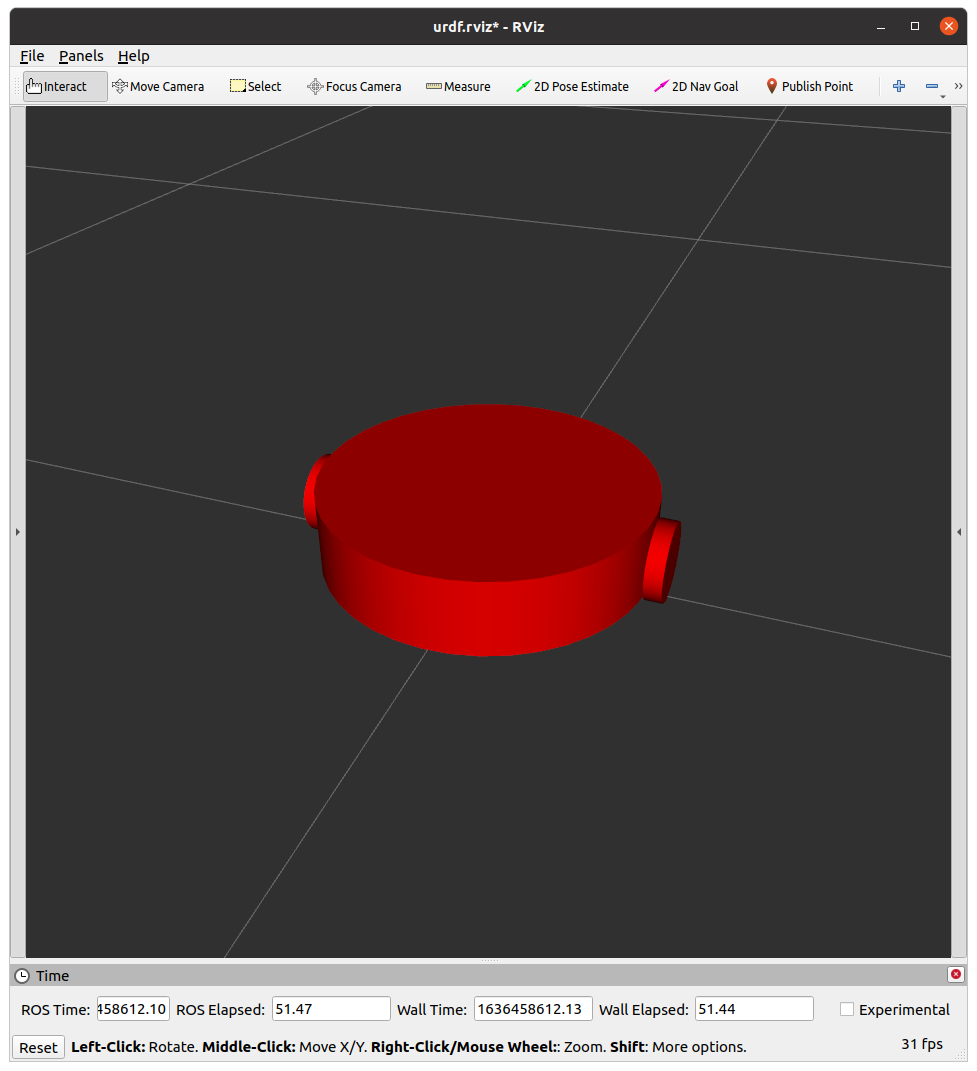 urdf.rviz* - RViz
File Panels Help
Interact Move Camera Select Focus Camera Measure 2D Pose Estimate 2D Nav Goal Publish Point
Time
ROS Time: 458612.10 ROS Elapsed: 51.47 Wall Time: 1636458612.13 Wall Elapsed: 51.44 Experimental
Reset Left-Click: Rotate. Middle-Click: Move X/Y. Right-Click/Mouse Wheel:: Zoom. Shift: More options. 31 fps